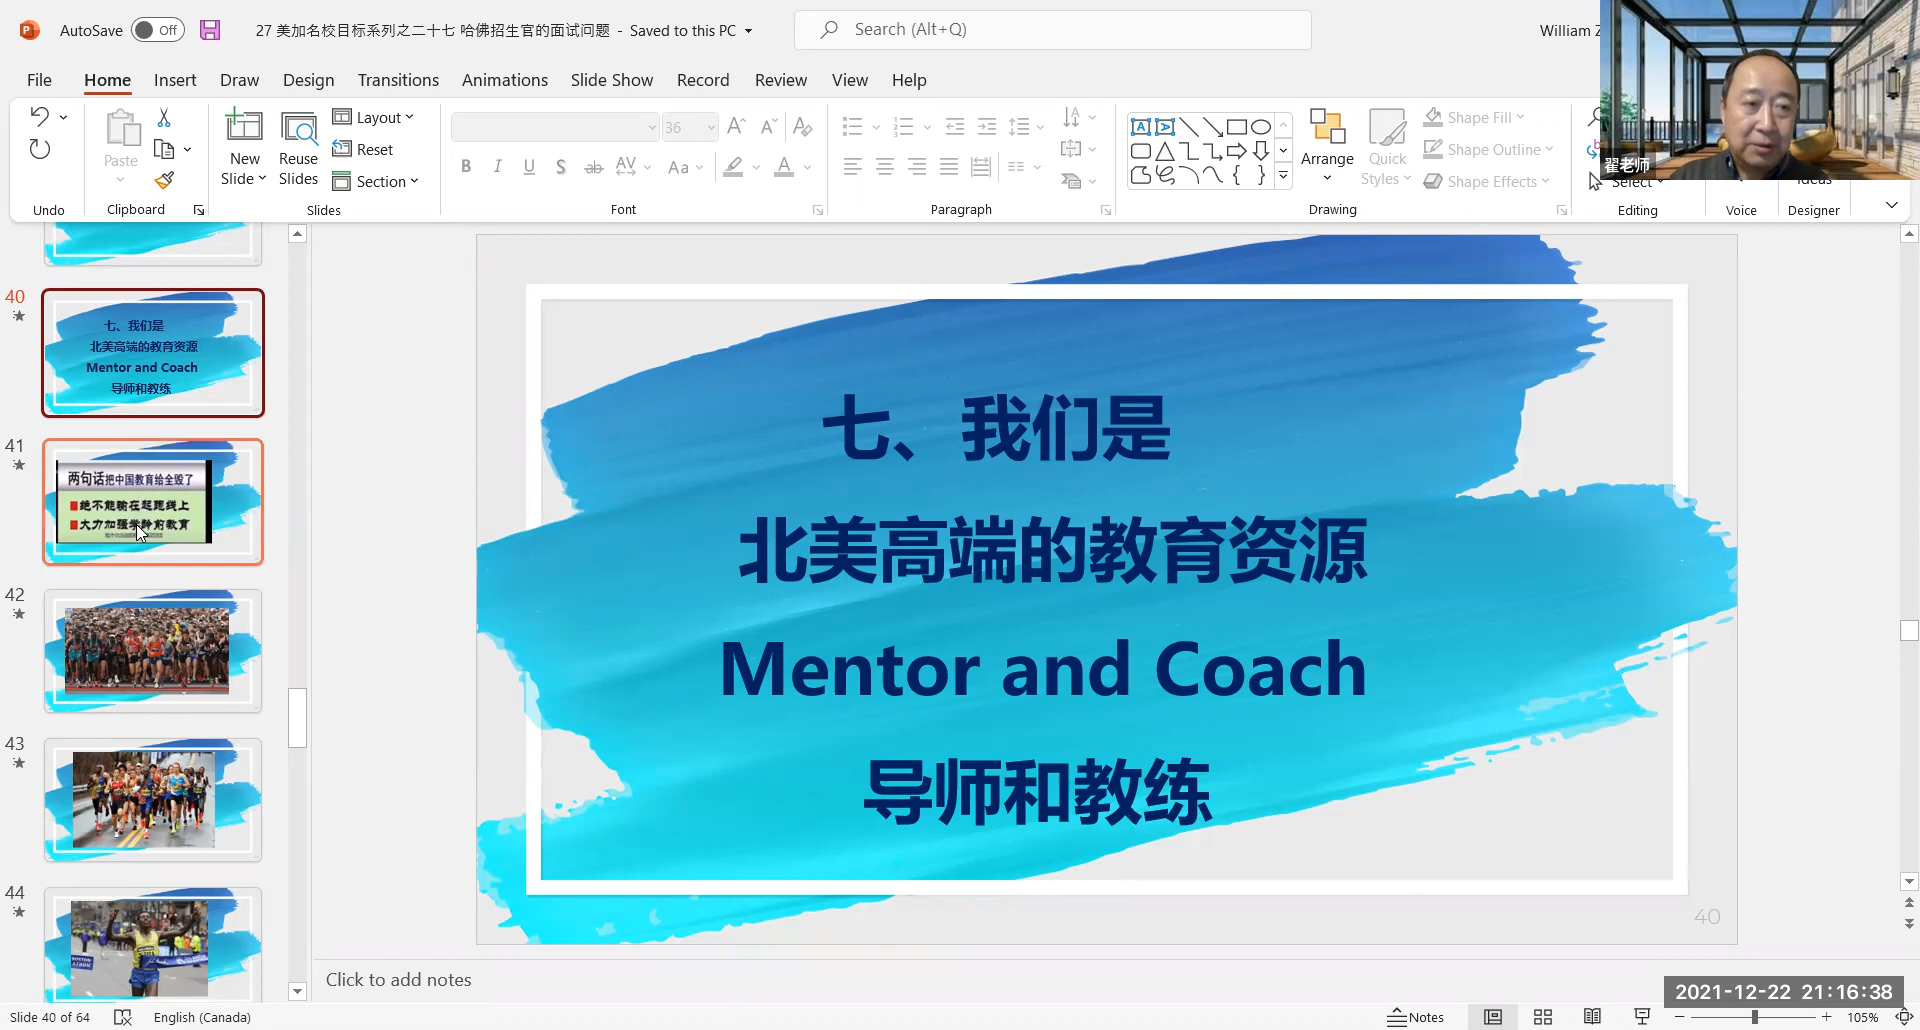 AutoSave Off 27 美加名校目标系列之二十七 哈佛招生官的面试问题 - Saved to this PC Search (Alt+Q) William Z
File Home Insert Draw Design Transitions Animations Slide Show Record Review View Help
翟老师
Paste
New Slide
Reuse Slides
Layout
Reset
Section
36
B I U S ab AV Aa A
Arrange
Quick Styles
Shape Fill
Shape Outline
Shape Effects
Select
Undo Clipboard Slides Font Paragraph Drawing Editing Voice Designer
40
七、我们是
北美高端的教育资源
Mentor and Coach
导师和教练
41
两句话把中国教育给全毁了
绝不能输在起跑线上
大力加强学龄前教育
42
43
44
七、我们是
北美高端的教育资源
Mentor and Coach
导师和教练
40
Click to add notes
2021-12-22 21:16:38
Slide 40 of 64 English (Canada) Notes 105%